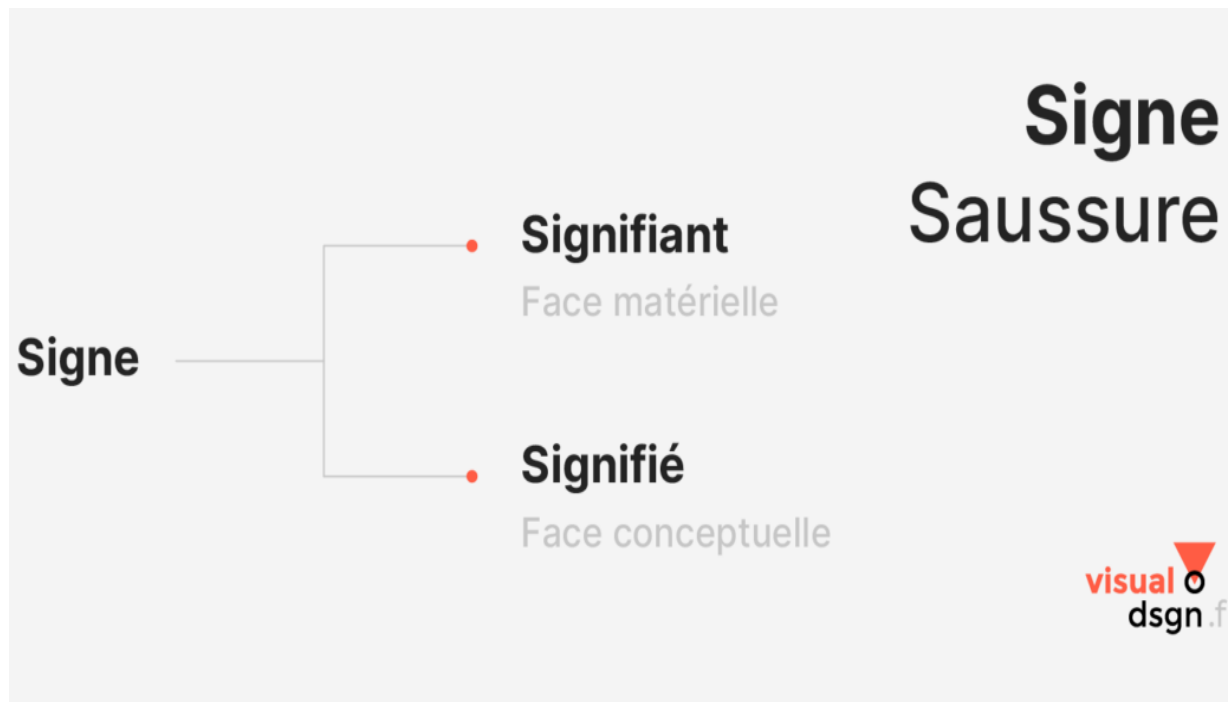 Signe
Saussure
Signifiant
Face matérielle
Signe
Signifié
Face conceptuelle
visual
dsgn .f